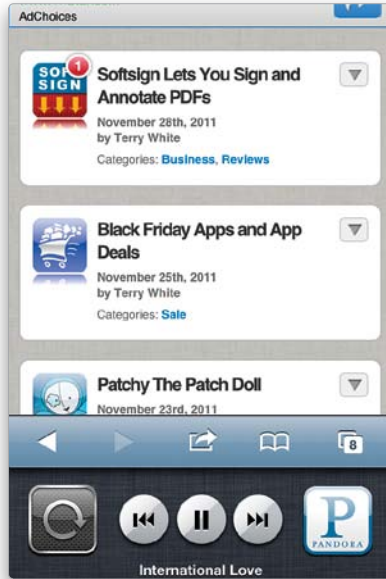 AdChoices
SOFT
SIGN
1
Softsign Lets You Sign and
Annotate PDFs
November 28th, 2011
by Terry White
Categories: Business, Reviews
Black Friday Apps and App
Deals
November 25th, 2011
by Terry White
Categories: Sale
Patchy The Patch Doll
November 23rd, 2011
8
P
PANDORA
International Love